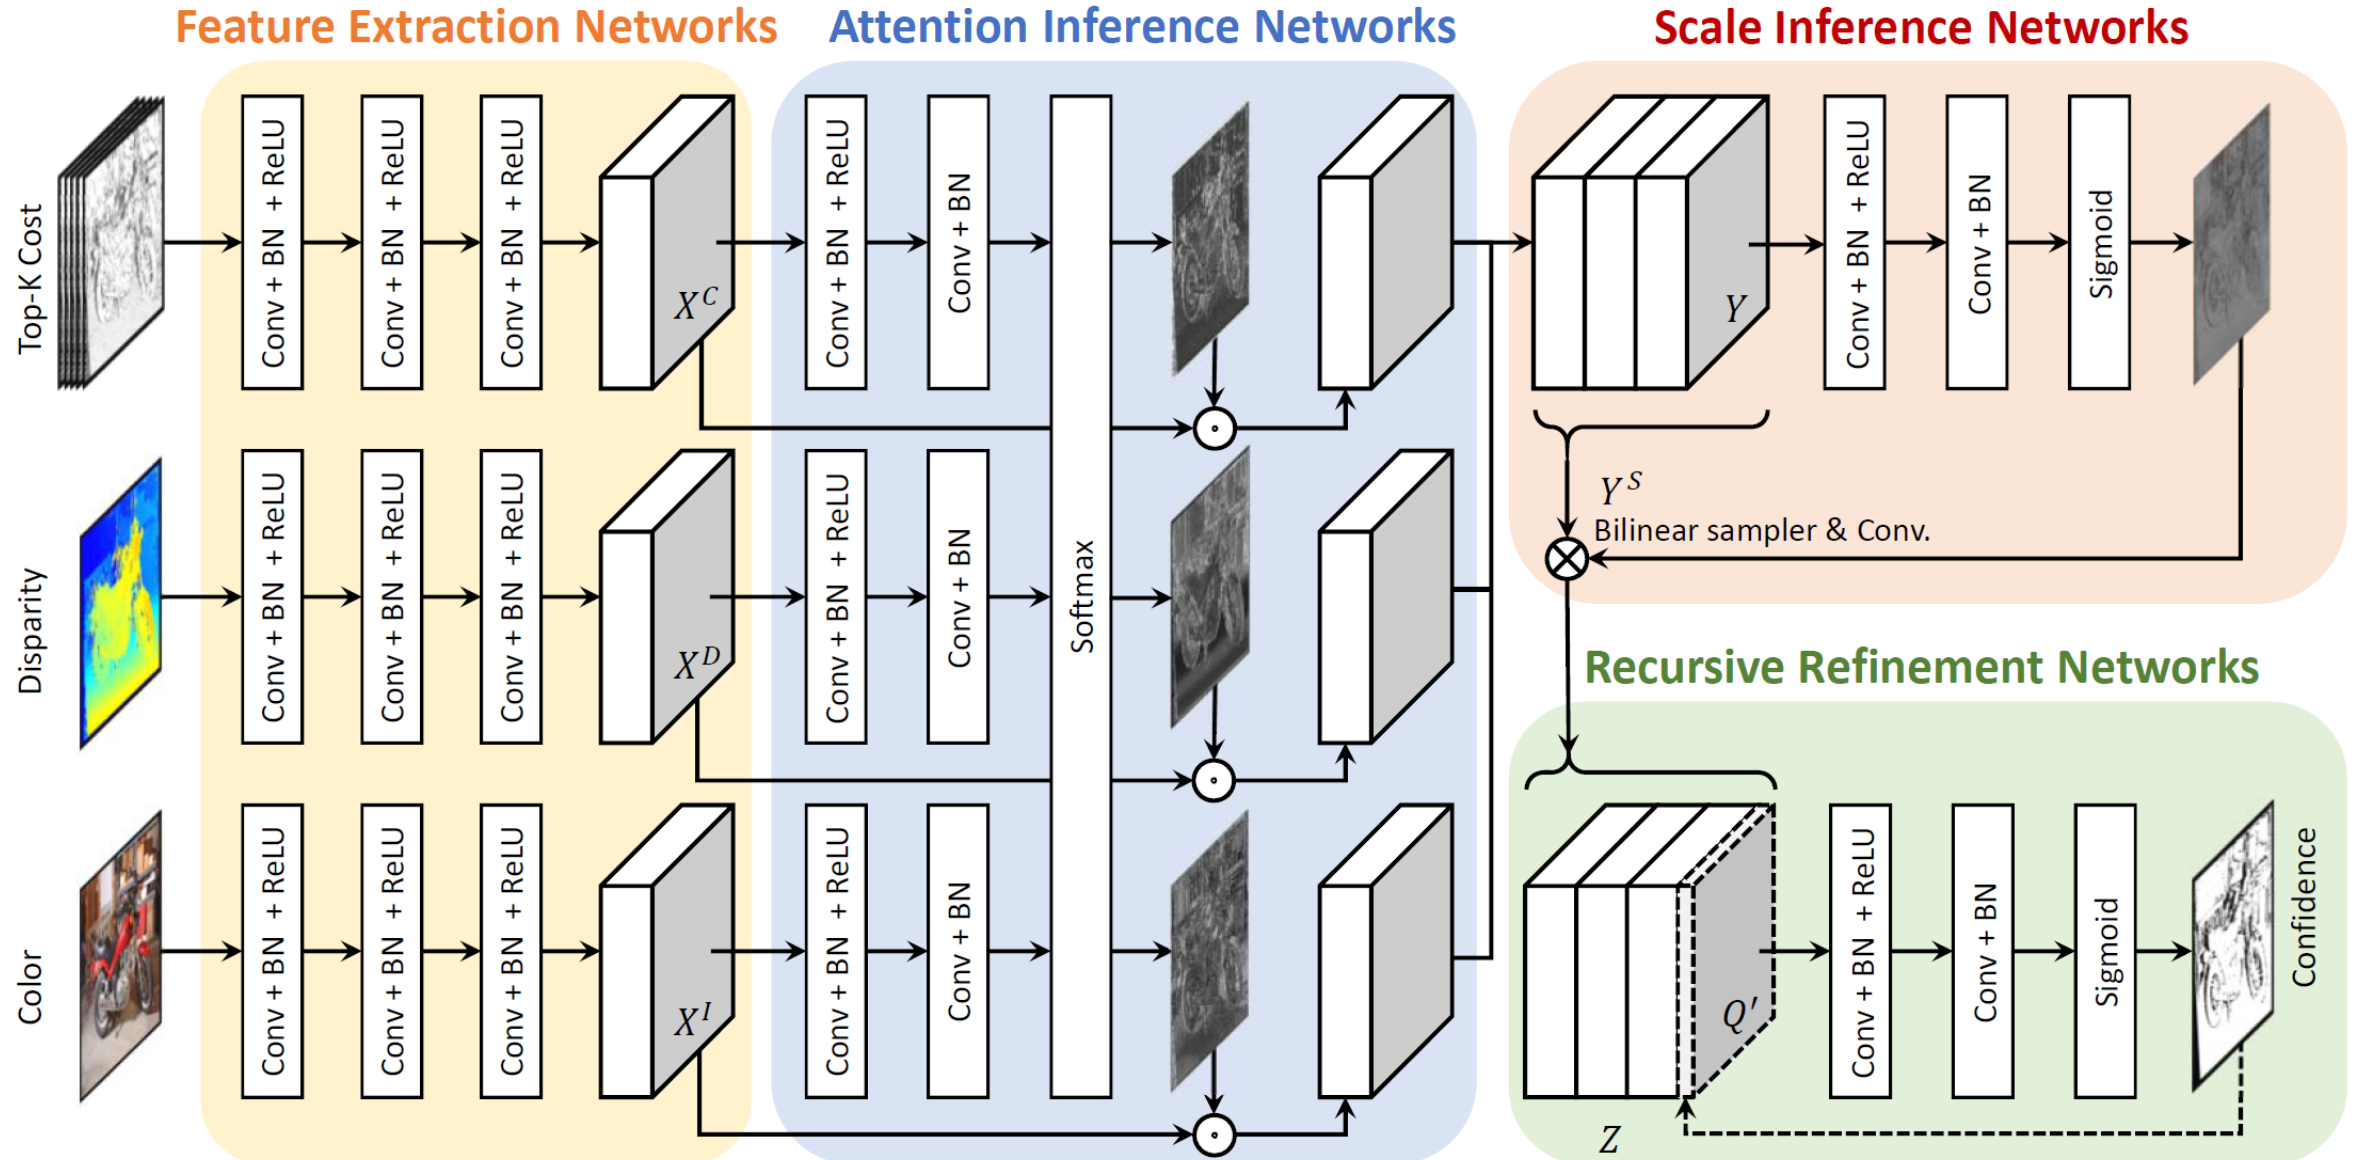 Feature Extraction Networks
Attention Inference Networks
Scale Inference Networks
Top-K Cost
Conv + BN + ReLU
Conv + BN + ReLU
Conv + BN + ReLU
X^C
Conv + BN + ReLU
Conv + BN
Softmax
Y
Conv + BN + ReLU
Conv + BN
Sigmoid
Y^S
Bilinear sampler & Conv.
Disparity
Conv + BN + ReLU
Conv + BN + ReLU
Conv + BN + ReLU
X^D
Conv + BN + ReLU
Conv + BN
Recursive Refinement Networks
Color
Conv + BN + ReLU
Conv + BN + ReLU
Conv + BN + ReLU
X^I
Conv + BN + ReLU
Conv + BN
Q′
Z
Conv + BN + ReLU
Conv + BN
Sigmoid
Confidence